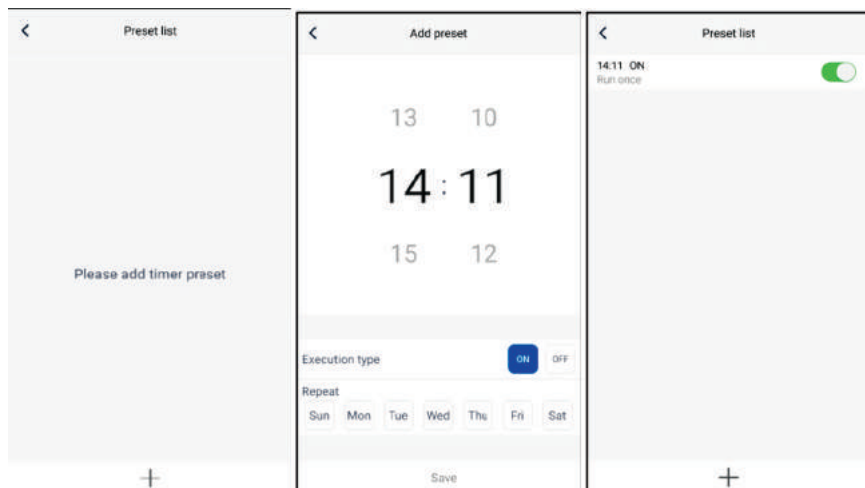 Preset list
Please add timer preset
Add preset
13 10
14 : 11
15 12
Execution type ON OFF
Repeat
Sun Mon Tue Wed Thu Fri Sat
Save
Preset list
14:11 ON
Run once